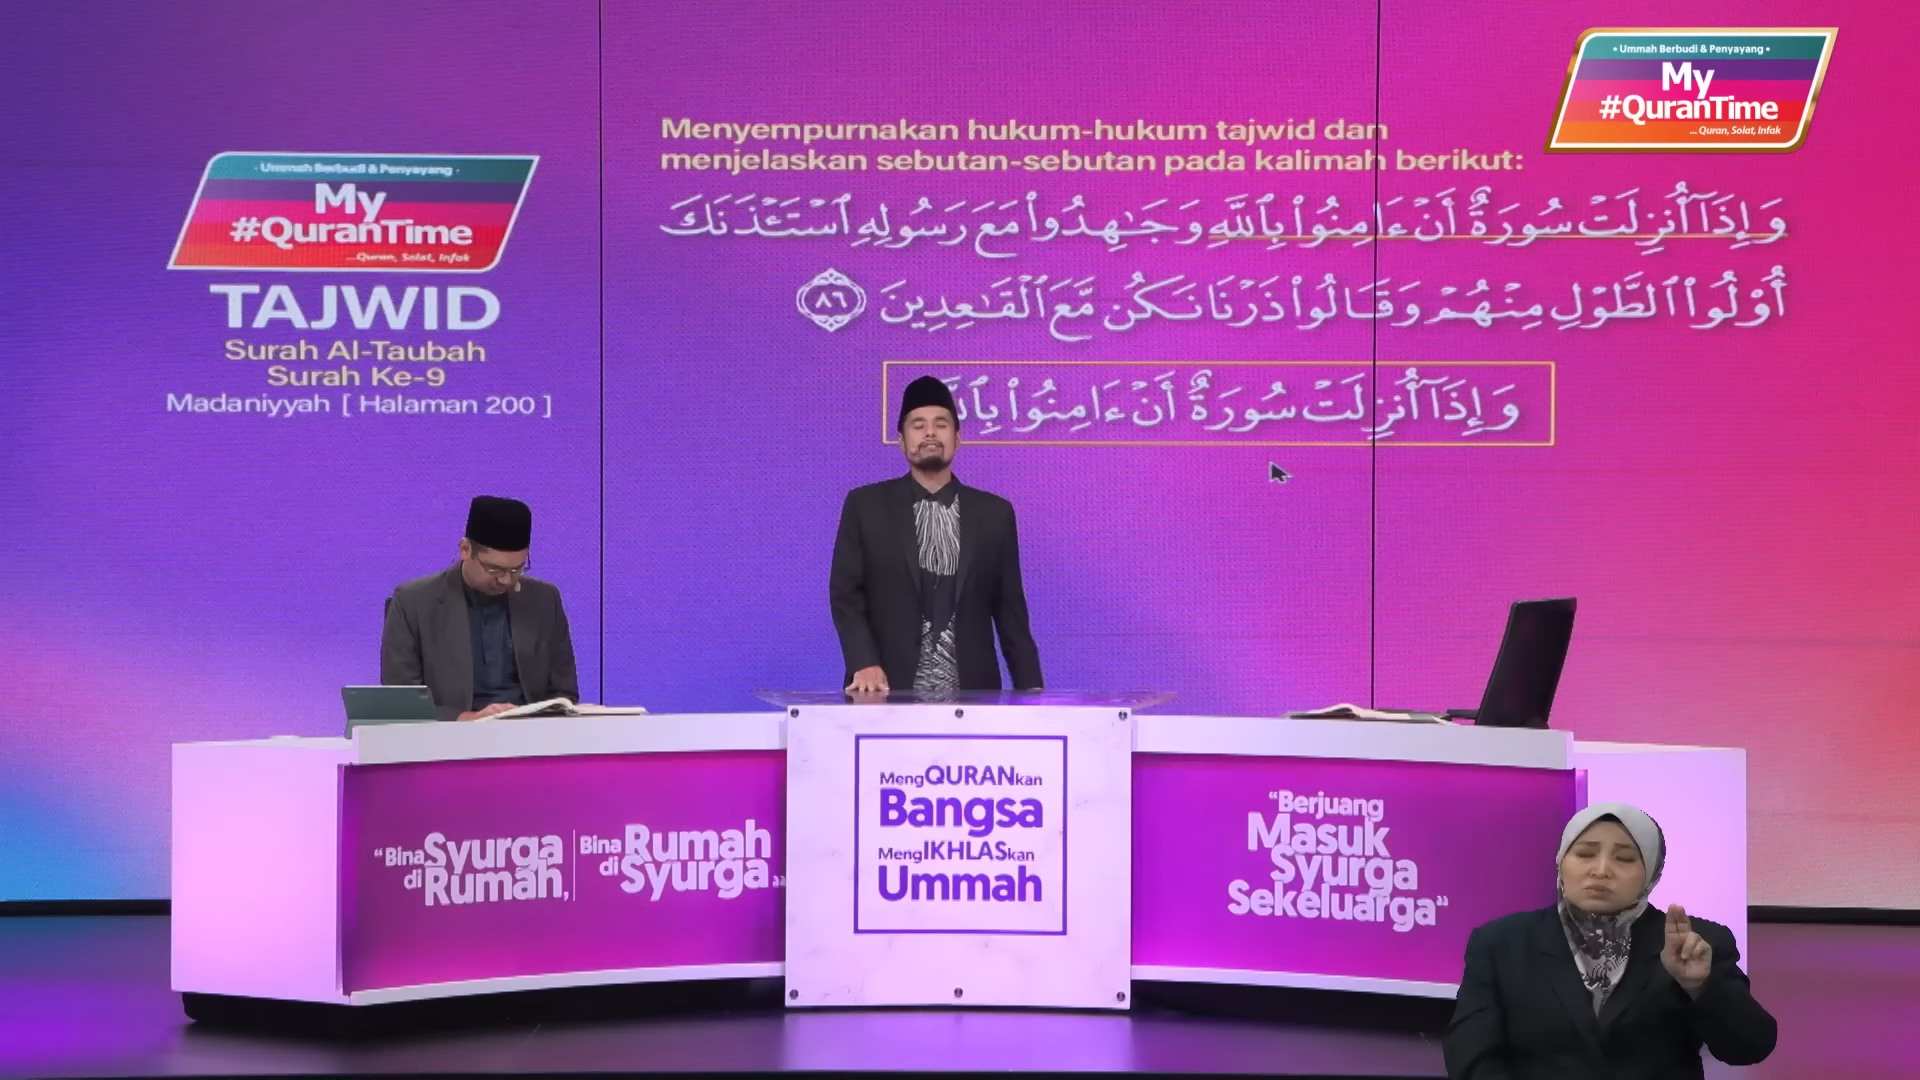 • Ummah Berbudi & Penyayang •
My
#QuranTime
... Quran, Solat, Infak
· Ummah Berbudi & Penyayang ·
My
#QuranTime
...Quran, Solat, Infak
TAJWID
Surah Al-Taubah
Surah Ke-9
Madaniyyah [ Halaman 200 ]
Menyempurnakan hukum-hukum tajwid dan
menjelaskan sebutan-sebutan pada kalimah berikut:
وَإِذَآ أُنزِلَتۡ سُورَةٌ أَنۡ ءَامِنُواْ بِٱللَّهِ وَجَٰهِدُواْ مَعَ رَسُولِهِ ٱسۡتَـٔۡذَنَكَ
أُوْلُواْ ٱلطَّوۡلِ مِنۡهُمۡ وَقَالُواْ ذَرۡنَا نَكُن مَّعَ ٱلۡقَٰعِدِينَ ٨٦
وَإِذَآ أُنزِلَتۡ سُورَةٌ أَنۡ ءَامِنُواْ
“Bina Syurga
di Rumah,
Bina Rumah
di Syurga”
MengQURANkan
Bangsa
MengIKHLASkan
Ummah
“Berjuang
Masuk
Syurga
Sekeluarga”